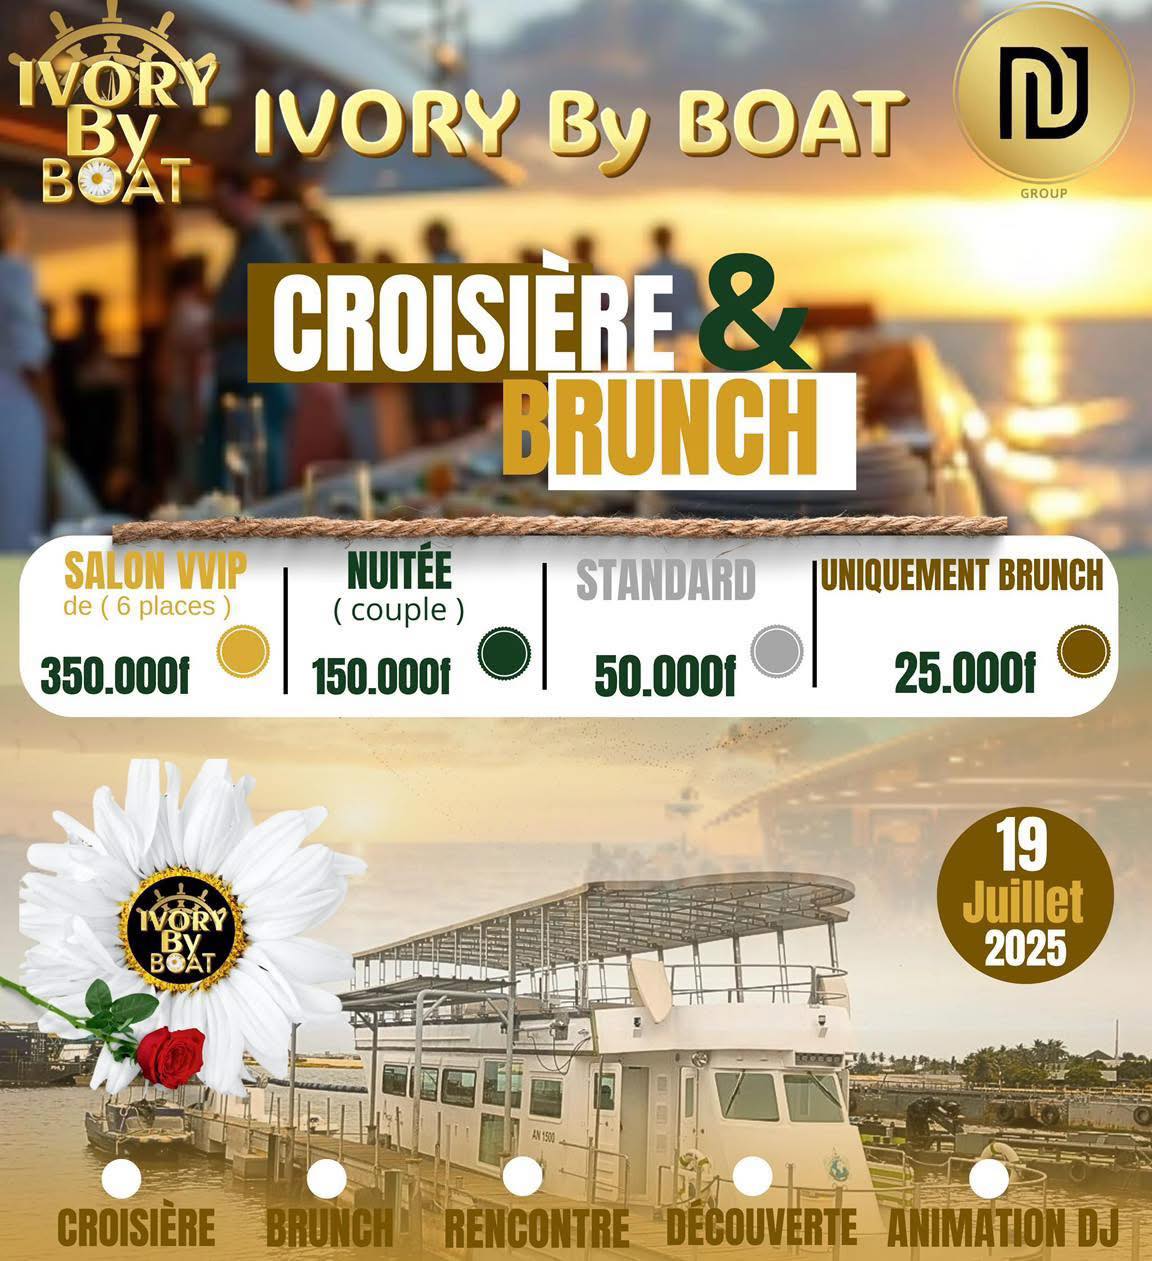 IVORY
By
BOAT
IVORY By BOAT
DJ
GROUP
CROISIÈRE &
BRUNCH
SALON VVIP
de ( 6 places )
350.000f
NUITÉE
( couple )
150.000f
STANDARD
50.000f
UNIQUEMENT BRUNCH
25.000f
IVORY
By
BOAT
19
Juillet
2025
AN 1500
CROISIÈRE
BRUNCH
RENCONTRE
DÉCOUVERTE
ANIMATION DJ